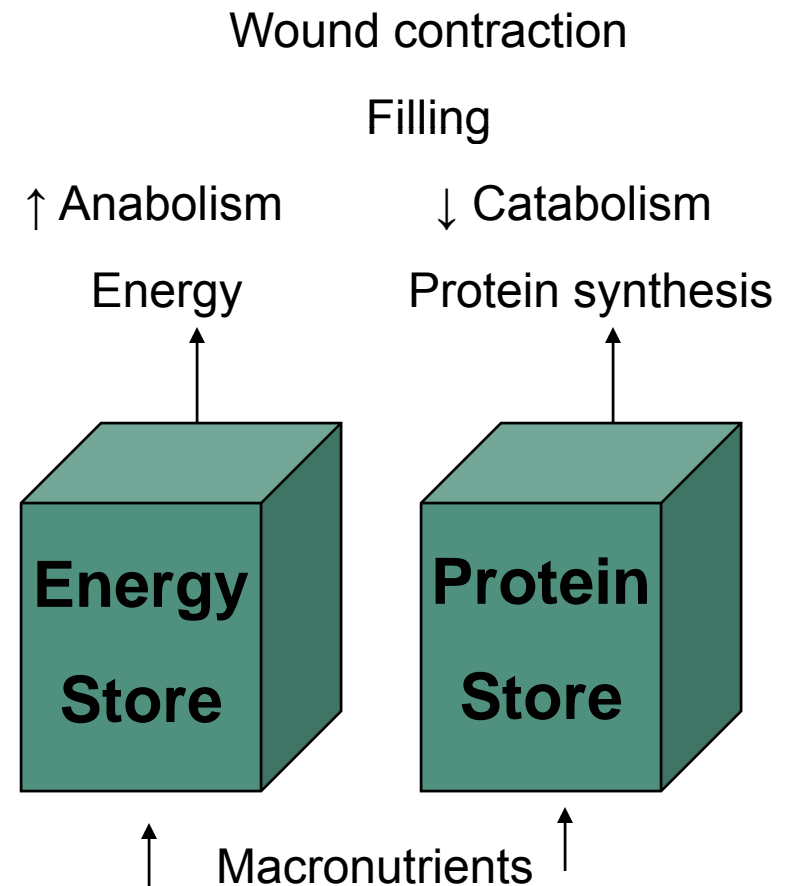 Wound contraction
Filling
↑ Anabolism ↓ Catabolism
Energy Protein synthesis
Energy
Store
Protein
Store
Macronutrients